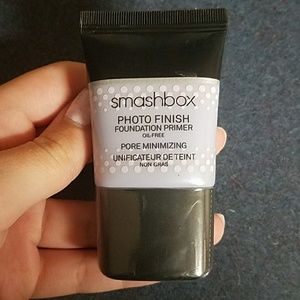 smashbox
PHOTO FINISH
FOUNDATION PRIMER
OIL-FREE
PORE MINIMIZING
UNIFICATEUR DE TEINT
NON GRAS